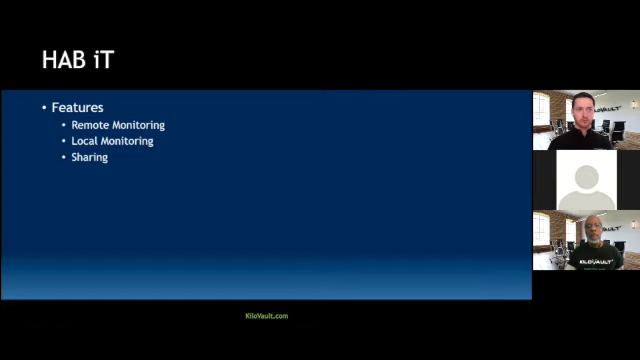 HAB iT
• Features
• Remote Monitoring
• Local Monitoring
• Sharing
KiloVault.com
KILOVAULT